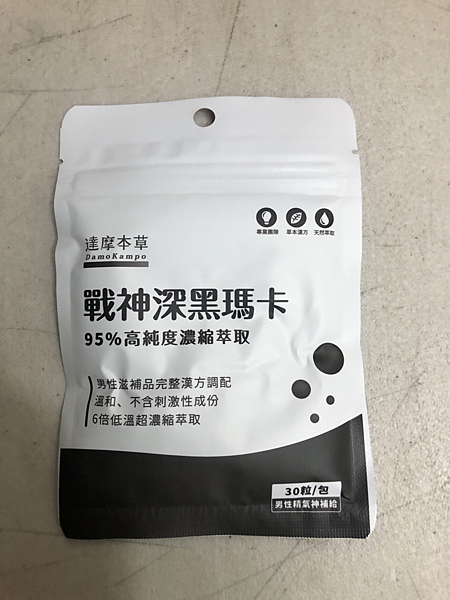 專業團隊 草本漢方 天然萃取
達摩本草
DamoKampo
戰神深黑瑪卡
95%高純度濃縮萃取
男性滋補品完整漢方調配
溫和、不含刺激性成份
6倍低溫超濃縮萃取
30粒/包
男性精氣神補給